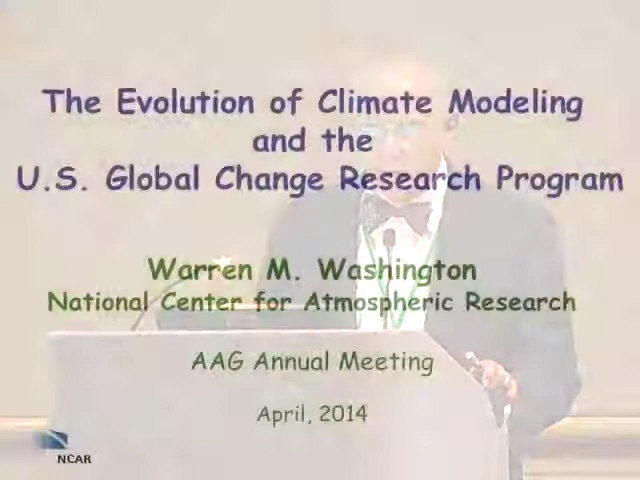 The Evolution of Climate Modeling
and the
U.S. Global Change Research Program
Warren M. Washington
National Center for Atmospheric Research
AAG Annual Meeting
April, 2014
NCAR